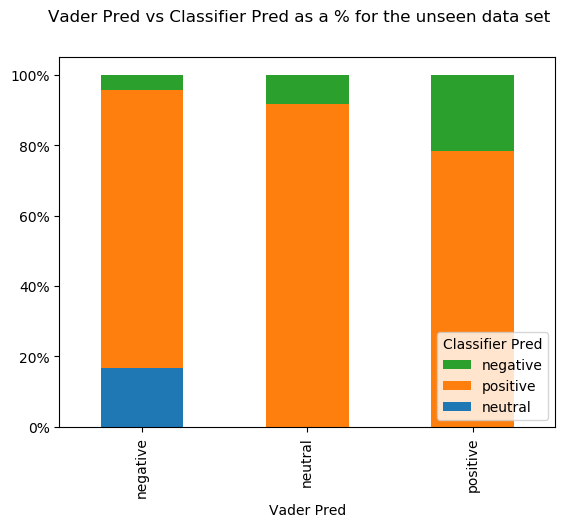 Vader Pred vs Classifier Pred as a % for the unseen data set
100%
80%
60%
40%
20%
0%
Classifier Pred
negative
positive
neutral
negative
neutral
positive
Vader Pred